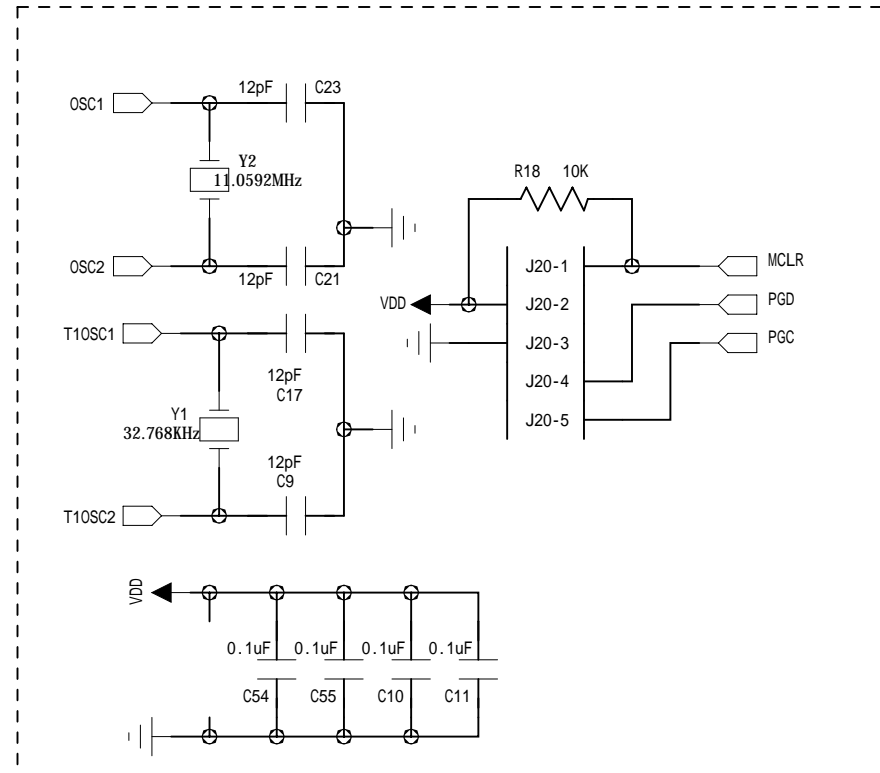 12pF C23
OSC1
Y2
11.0592MHz
OSC2
12pF C21
R18 10K
J20-1 MCLR
VDD J20-2 PGD
J20-3 PGC
J20-4
J20-5
T1OSC1
12pF
C17
Y1
32.768KHz
12pF
C9
T1OSC2
VDD
0.1uF 0.1uF 0.1uF 0.1uF
C54 C55 C10 C11